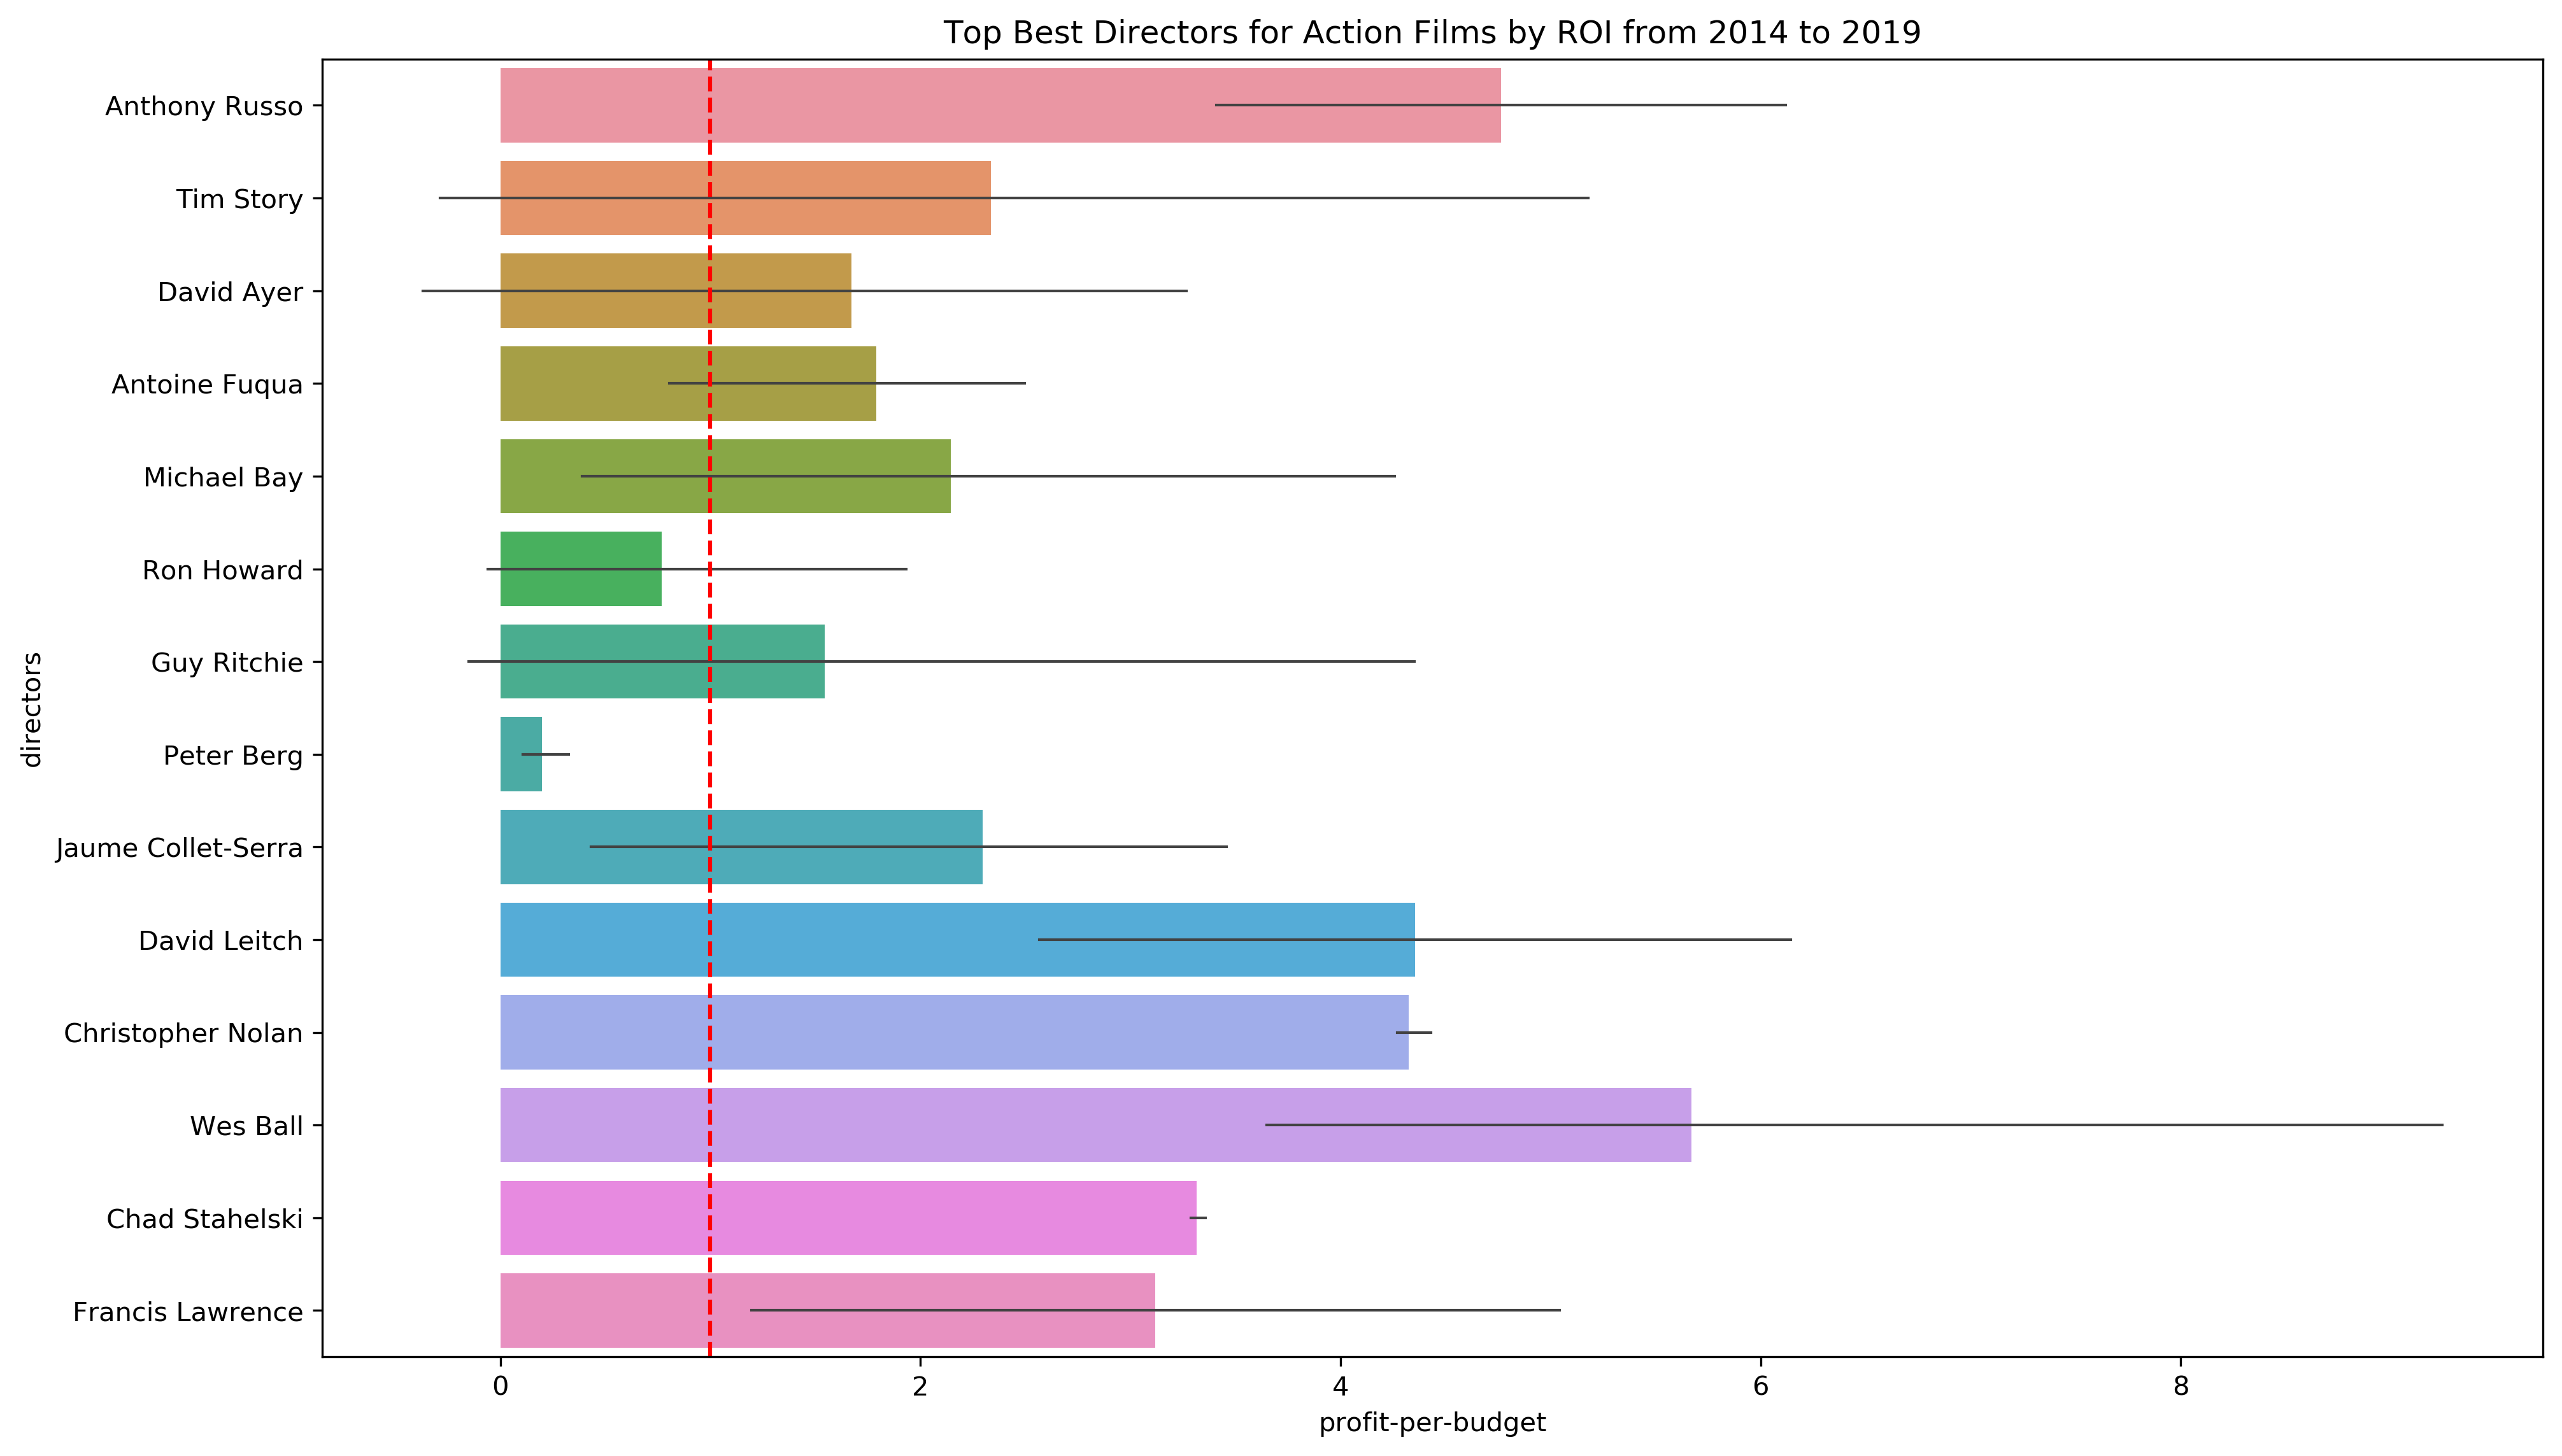 Top Best Directors for Action Films by ROI from 2014 to 2019
directors
Anthony Russo
Tim Story
David Ayer
Antoine Fuqua
Michael Bay
Ron Howard
Guy Ritchie
Peter Berg
Jaume Collet-Serra
David Leitch
Christopher Nolan
Wes Ball
Chad Stahelski
Francis Lawrence
0 2 4 6 8
profit-per-budget